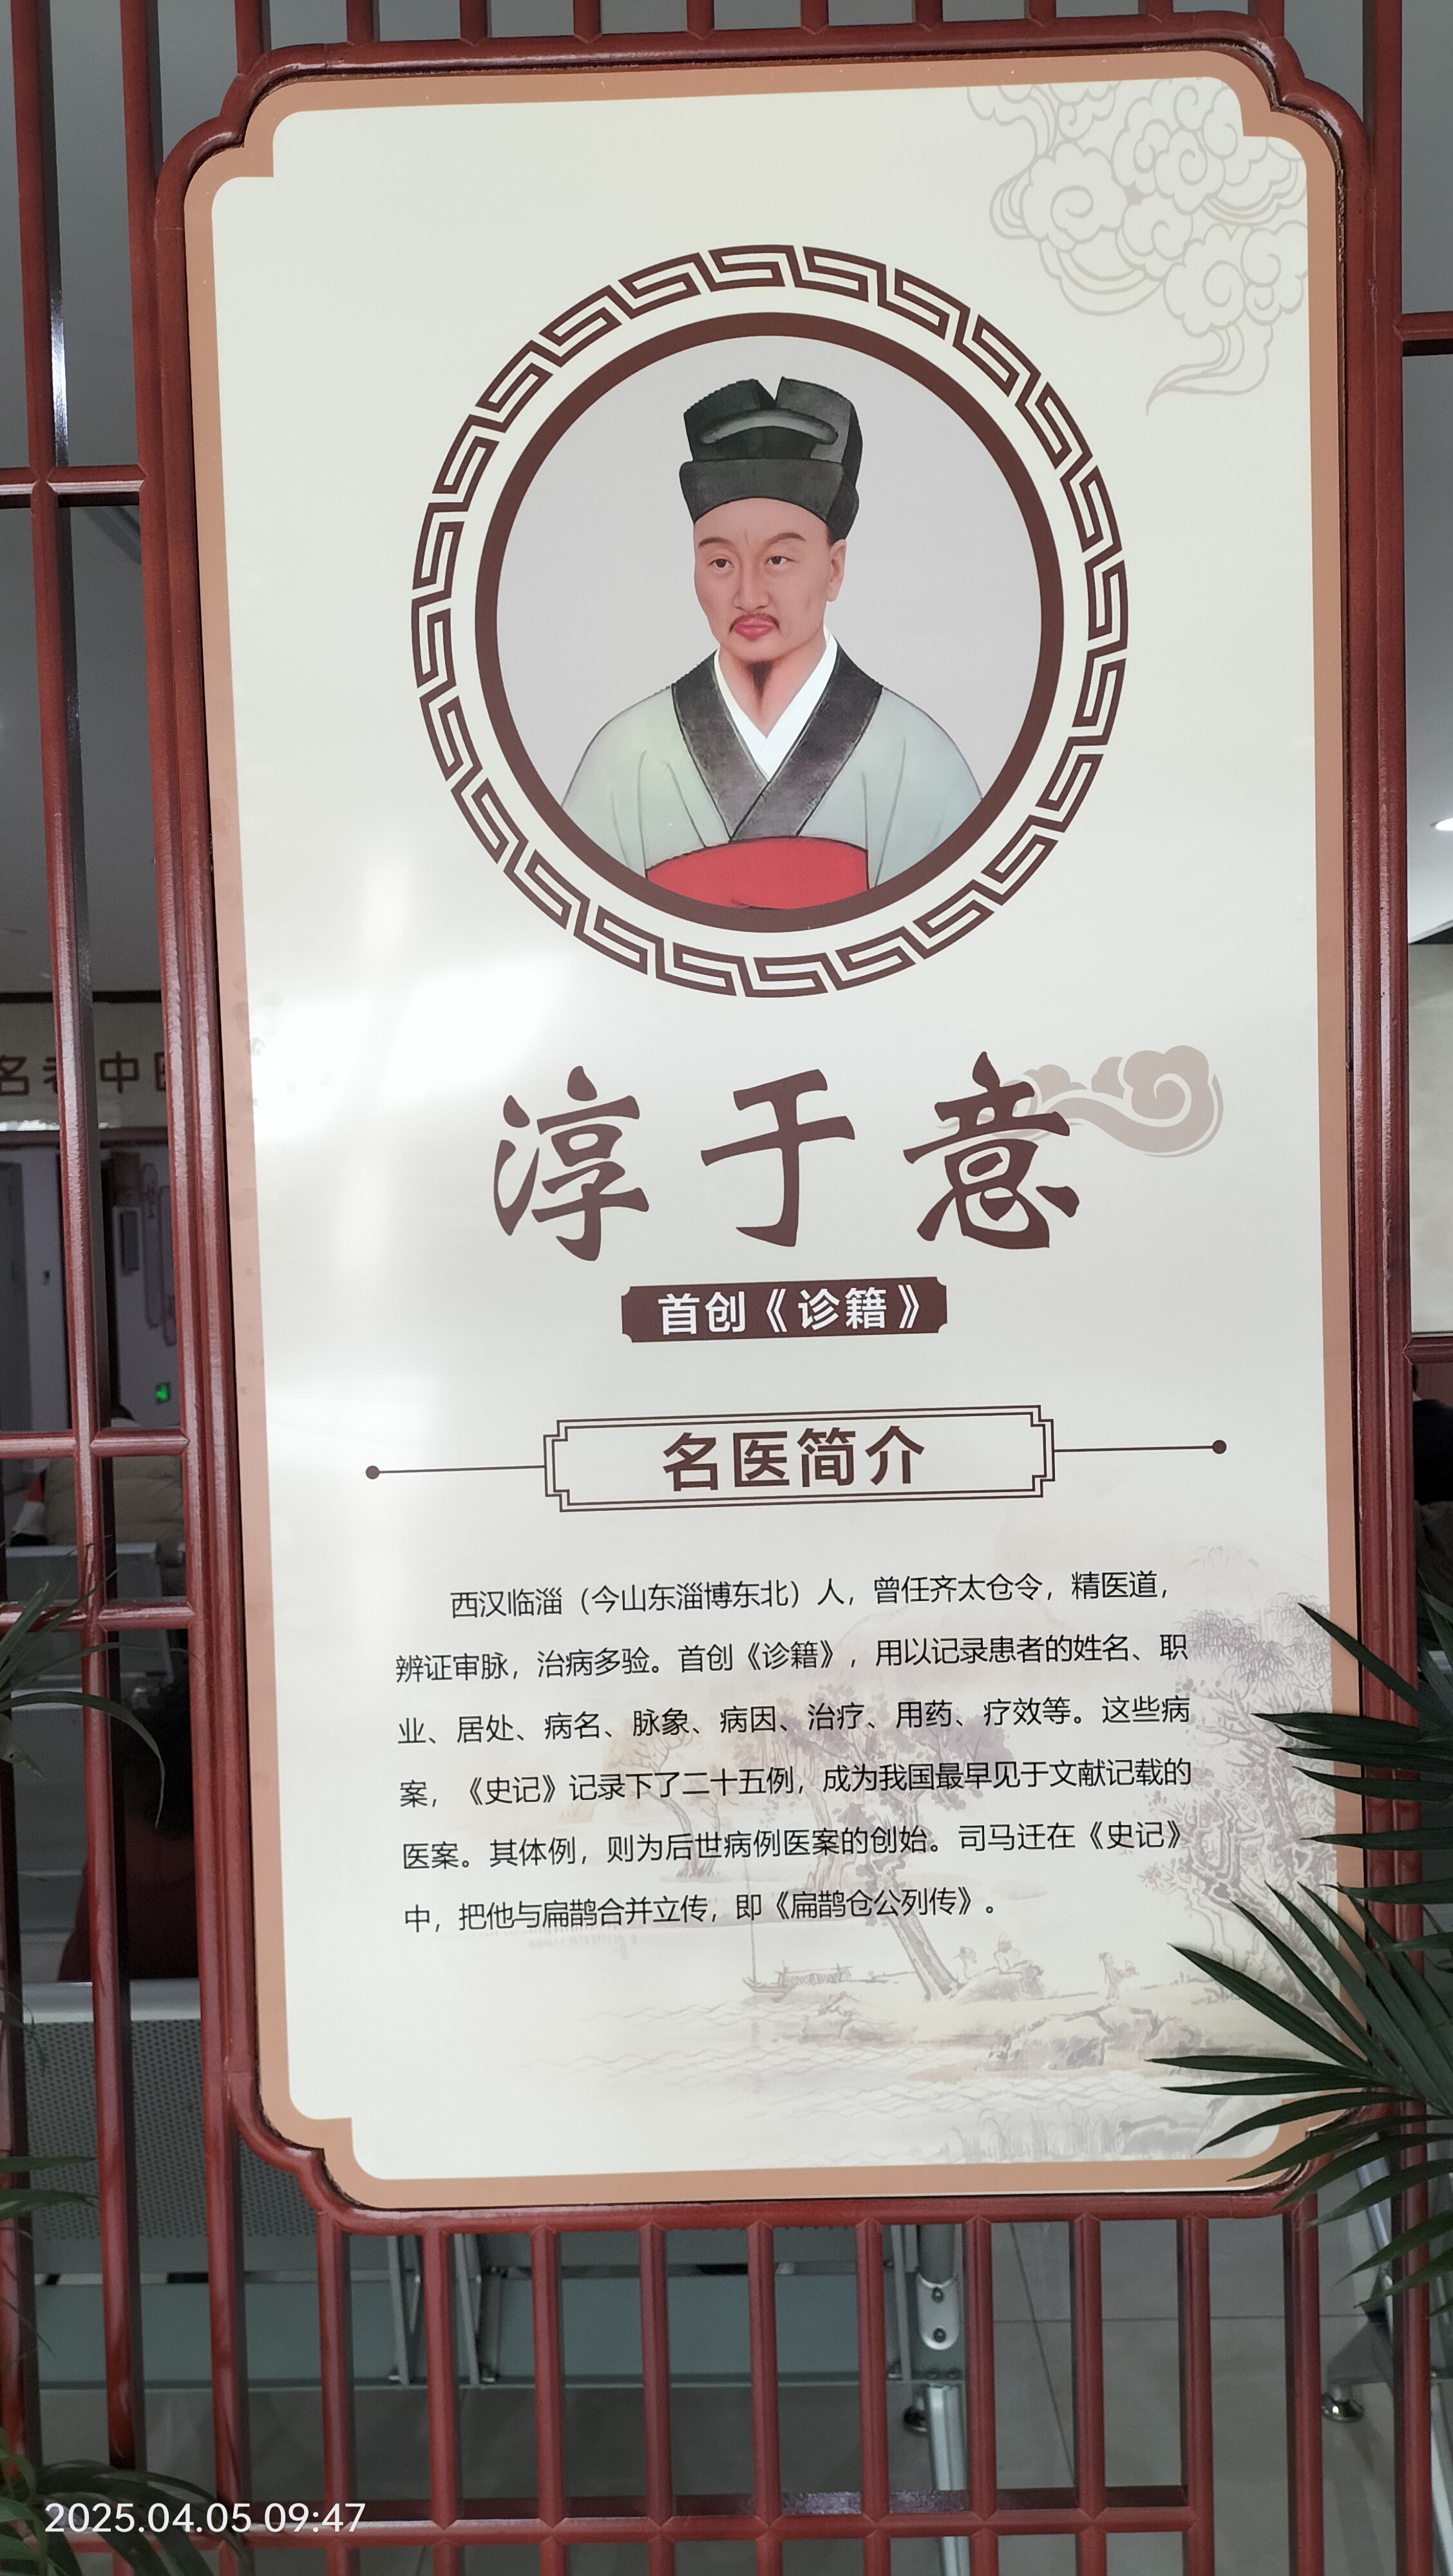 淳于意
首创《诊籍》
名医简介
西汉临淄（今山东淄博东北）人，曾任齐太仓令，精医道，
辨证审脉，治病多验。首创《诊籍》，用以记录患者的姓名、职
业、居处、病名、脉象、病因、治疗、用药、疗效等。这些病
案，《史记》记录下了二十五例，成为我国最早见于文献记载的
医案。其体例，则为后世病例医案的创始。司马迁在《史记》
中，把他与扁鹊合并立传，即《扁鹊仓公列传》。
名老中
2025.04.05 09:47